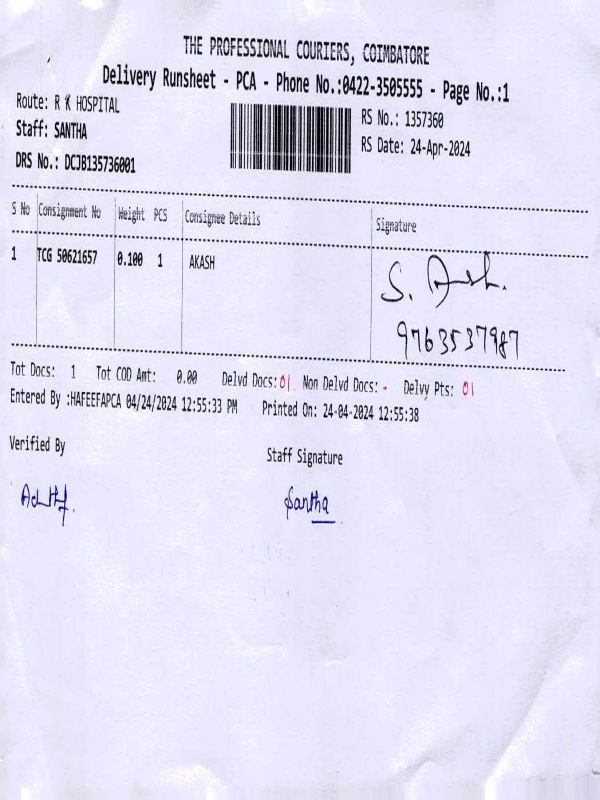 THE PROFESSIONAL COURIERS, COIMBATORE
Delivery Runsheet - PCA - Phone No.:0422-3505555 - Page No.:1
Route: R K HOSPITAL
RS No.: 1357360
Staff: SANTHA
RS Date: 24-Apr-2024
DRS No.: DCJB135736001
S No Consignment No Weight PCS Consignee Details Signature
1 TCG 50621657 0.100 1 AKASH
S.
9763537987
Tot Docs: 1 Tot COD Amt: 0.00 Delvd Docs: 01 Non Delvd Docs: - Delvy Pts: 01
Entered By :HAFEEFAPCA 04/24/2024 12:55:33 PM Printed On: 24-04-2024 12:55:38
Verified By
Staff Signature
Santha